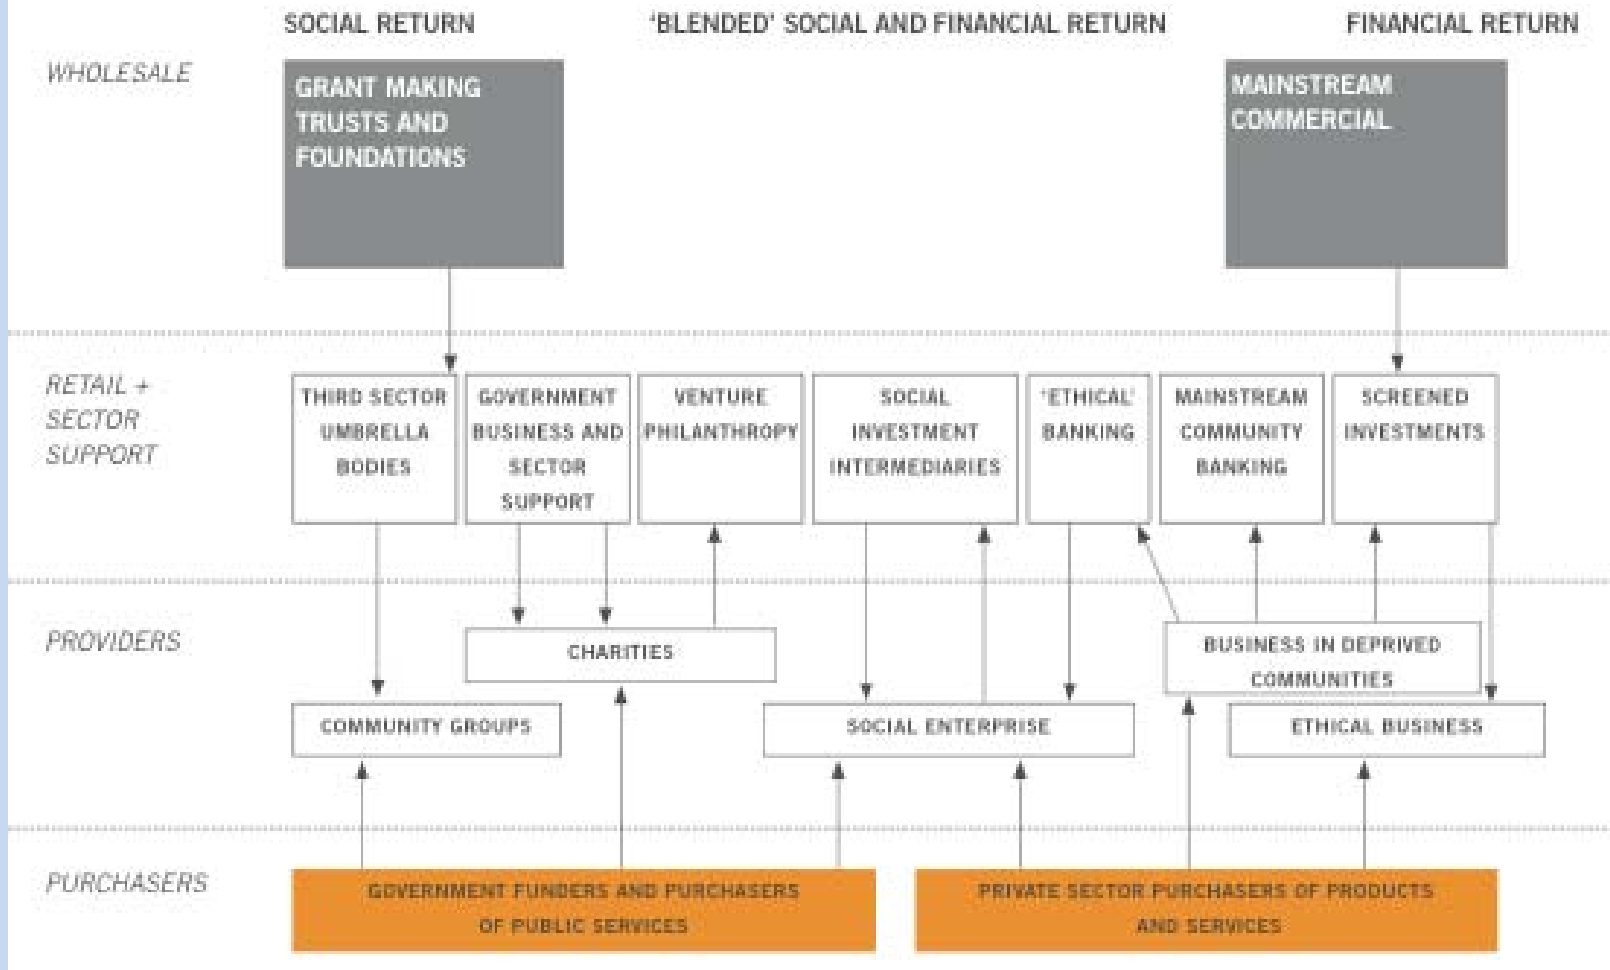 SOCIAL RETURN
‘BLENDED’ SOCIAL AND FINANCIAL RETURN
FINANCIAL RETURN
WHOLESALE
GRANT MAKING
TRUSTS AND
FOUNDATIONS
MAINSTREAM
COMMERCIAL
RETAIL +
SECTOR
SUPPORT
THIRD SECTOR
UMBRELLA
BODIES
GOVERNMENT
BUSINESS AND
SECTOR
SUPPORT
VENTURE
PHILANTHROPY
SOCIAL
INVESTMENT
INTERMEDIARIES
‘ETHICAL’
BANKING
MAINSTREAM
COMMUNITY
BANKING
SCREENED
INVESTMENTS
PROVIDERS
CHARITIES
BUSINESS IN DEPRIVED
COMMUNITIES
COMMUNITY GROUPS
SOCIAL ENTERPRISE
ETHICAL BUSINESS
PURCHASERS
GOVERNMENT FUNDERS AND PURCHASERS
OF PUBLIC SERVICES
PRIVATE SECTOR PURCHASERS OF PRODUCTS
AND SERVICES